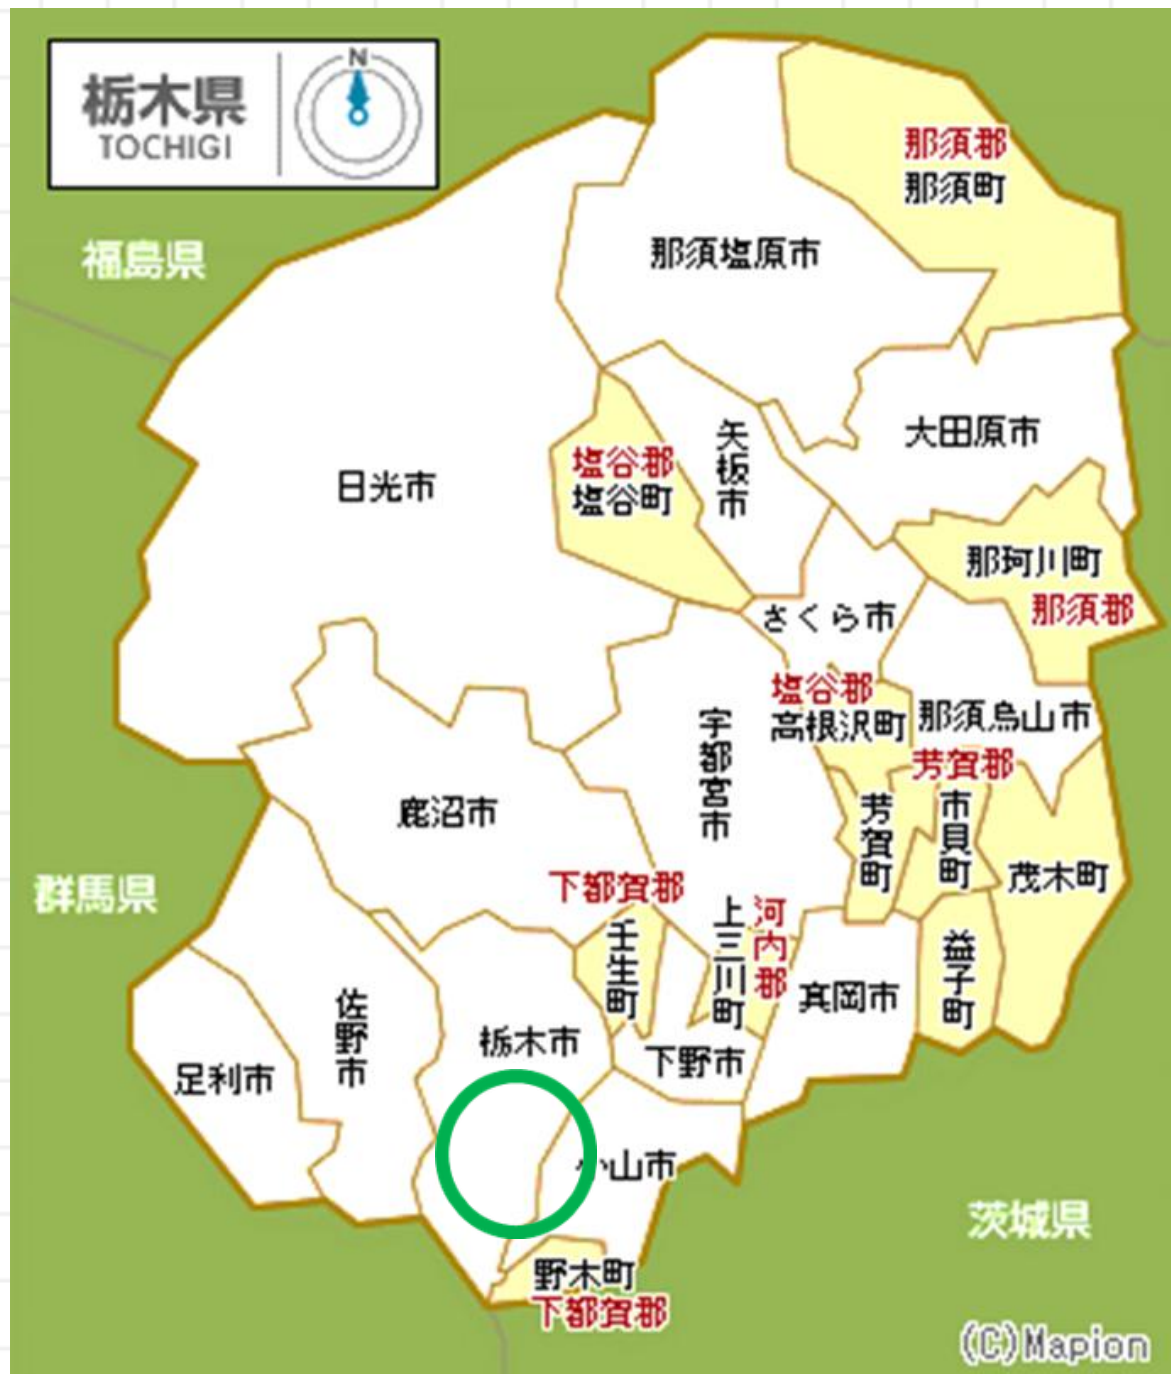 栃木県
TOCHIGI
N
那須郡
那須町
福島県
那須塩原市
大田原市
矢板市
塩谷郡
塩谷町
日光市
那珂川町
那須郡
さくら市
塩谷郡
高根沢町
那須烏山市
宇都宮市
芳賀郡
芳賀町
市貝町
鹿沼市
茂木町
群馬県
下都賀郡
壬生町
上三川町
河内郡
益子町
真岡市
佐野市
栃木市
下野市
足利市
小山市
茨城県
野木町
下都賀郡
(C)Mapion